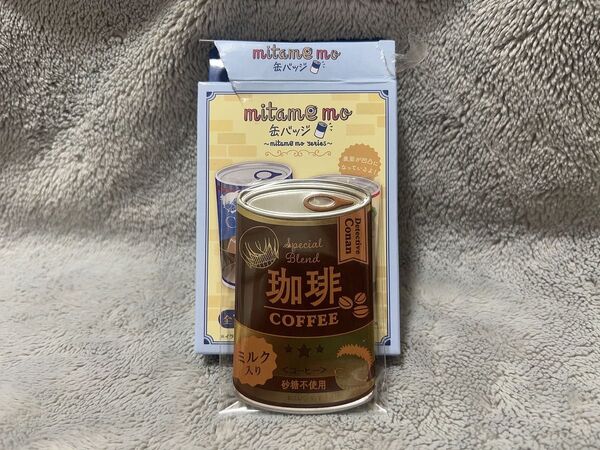 mitame mo
缶バッジ
mitame mo
缶バッジ
~mitame mo series~
表面が凹凸に
なっているよ!
Detective
Conan
Special
Blend
珈琲
COFFEE
ミルク
入り
<コーヒー>
砂糖不使用
全